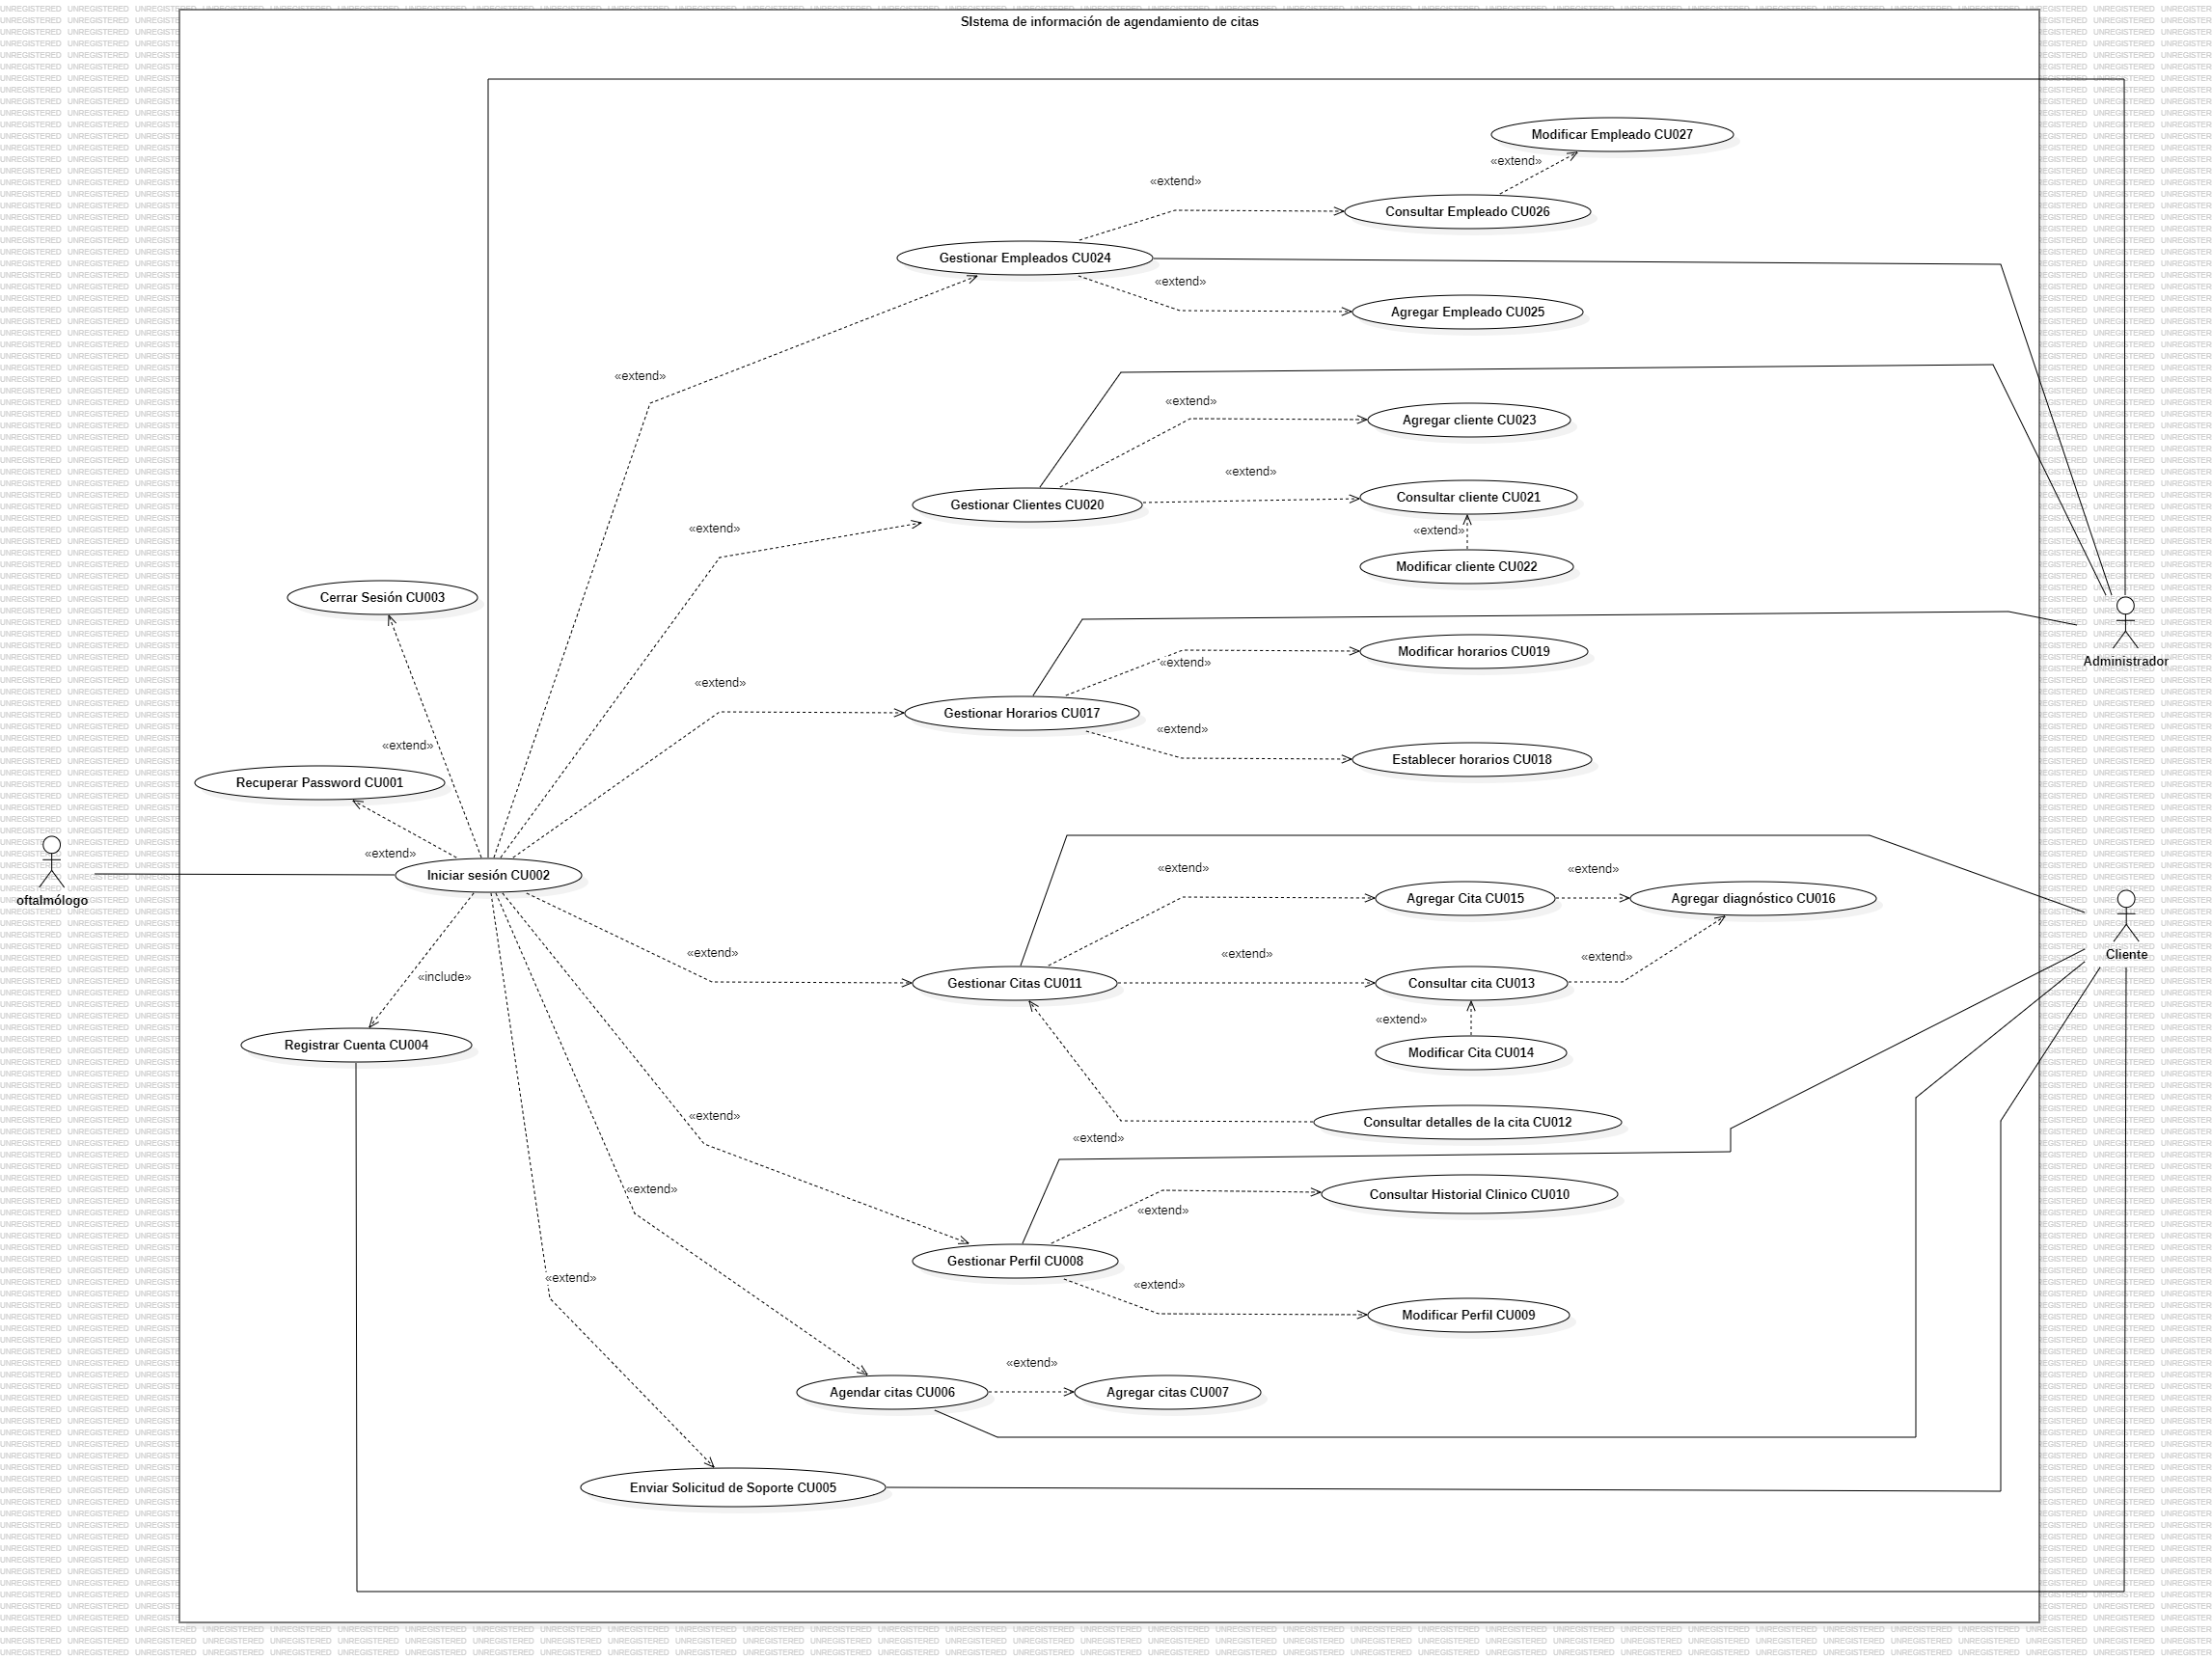 SIstema de información de agendamiento de citas
Modificar Empleado CU027
«extend»
«extend»
Consultar Empleado CU026
Gestionar Empleados CU024
«extend»
Agregar Empleado CU025
«extend»
«extend»
Agregar cliente CU023
«extend»
Gestionar Clientes CU020
Consultar cliente CU021
«extend»
«extend»
Modificar cliente CU022
Cerrar Sesión CU003
Modificar horarios CU019
«extend»
Administrador
«extend»
Gestionar Horarios CU017
«extend»
«extend»
Establecer horarios CU018
Recuperar Password CU001
«extend»
Iniciar sesión CU002
oftalmólogo
«extend»
«extend»
Agregar Cita CU015
Agregar diagnóstico CU016
«extend»
«extend»
«extend»
Cliente
«include»
Gestionar Citas CU011
Consultar cita CU013
«extend»
Registrar Cuenta CU004
Modificar Cita CU014
«extend»
Consultar detalles de la cita CU012
«extend»
«extend»
Consultar Historial Clinico CU010
«extend»
Gestionar Perfil CU008
«extend»
«extend»
Modificar Perfil CU009
«extend»
Agendar citas CU006
Agregar citas CU007
Enviar Solicitud de Soporte CU005
UNREGISTERED